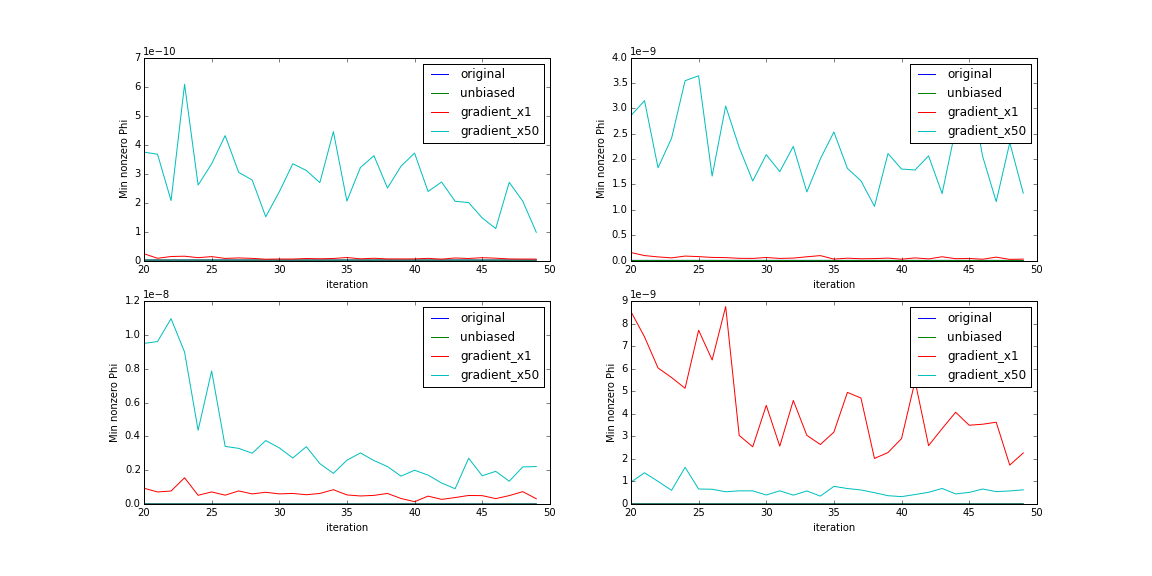 1e−10
7
6
5
4
3
2
1
0
Min nonzero Phi
original
unbiased
gradient_x1
gradient_x50
20 25 30 35 40 45 50
iteration
1e−9
4.0
3.5
3.0
2.5
2.0
1.5
1.0
0.5
0.0
Min nonzero Phi
original
unbiased
gradient_x1
gradient_x50
20 25 30 35 40 45 50
iteration
1e−8
1.2
1.0
0.8
0.6
0.4
0.2
0.0
Min nonzero Phi
original
unbiased
gradient_x1
gradient_x50
20 25 30 35 40 45 50
iteration
1e−9
9
8
7
6
5
4
3
2
1
0
Min nonzero Phi
original
unbiased
gradient_x1
gradient_x50
20 25 30 35 40 45 50
iteration